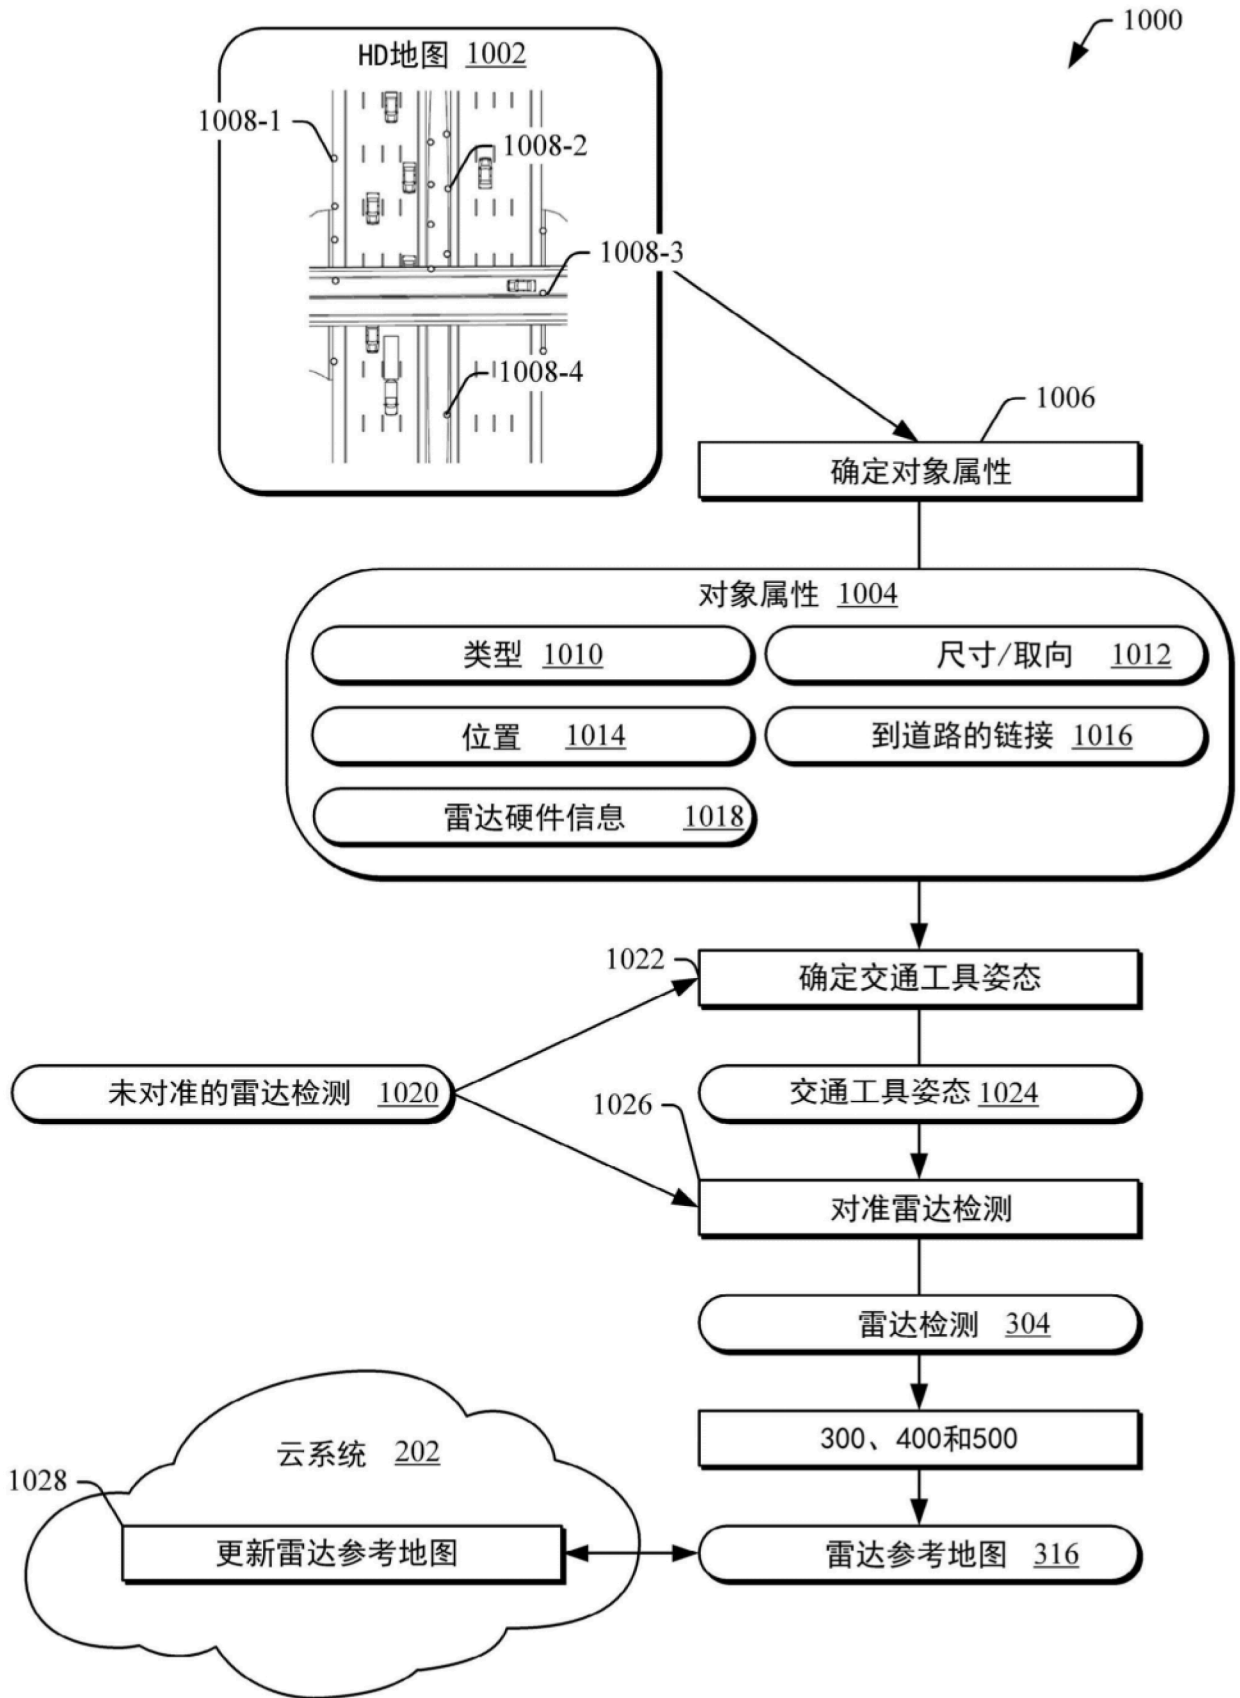 1000
HD地图 1002
1008-1
1008-2
1008-3
1008-4
1006
确定对象属性
对象属性 1004
类型 1010
尺寸/取向 1012
位置 1014
到道路的链接 1016
雷达硬件信息 1018
1022
确定交通工具姿态
未对准的雷达检测 1020
交通工具姿态 1024
1026
对准雷达检测
雷达检测 304
300、400和500
云系统 202
1028
更新雷达参考地图
雷达参考地图 316